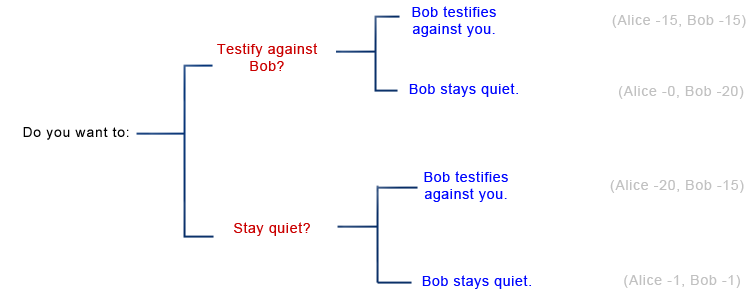 Bob testifies
against you.
(Alice -15, Bob -15)
Testify against
Bob?
Bob stays quiet.
(Alice -0, Bob -20)
Do you want to:
Bob testifies
against you.
(Alice -20, Bob -15)
Stay quiet?
Bob stays quiet.
(Alice -1, Bob -1)